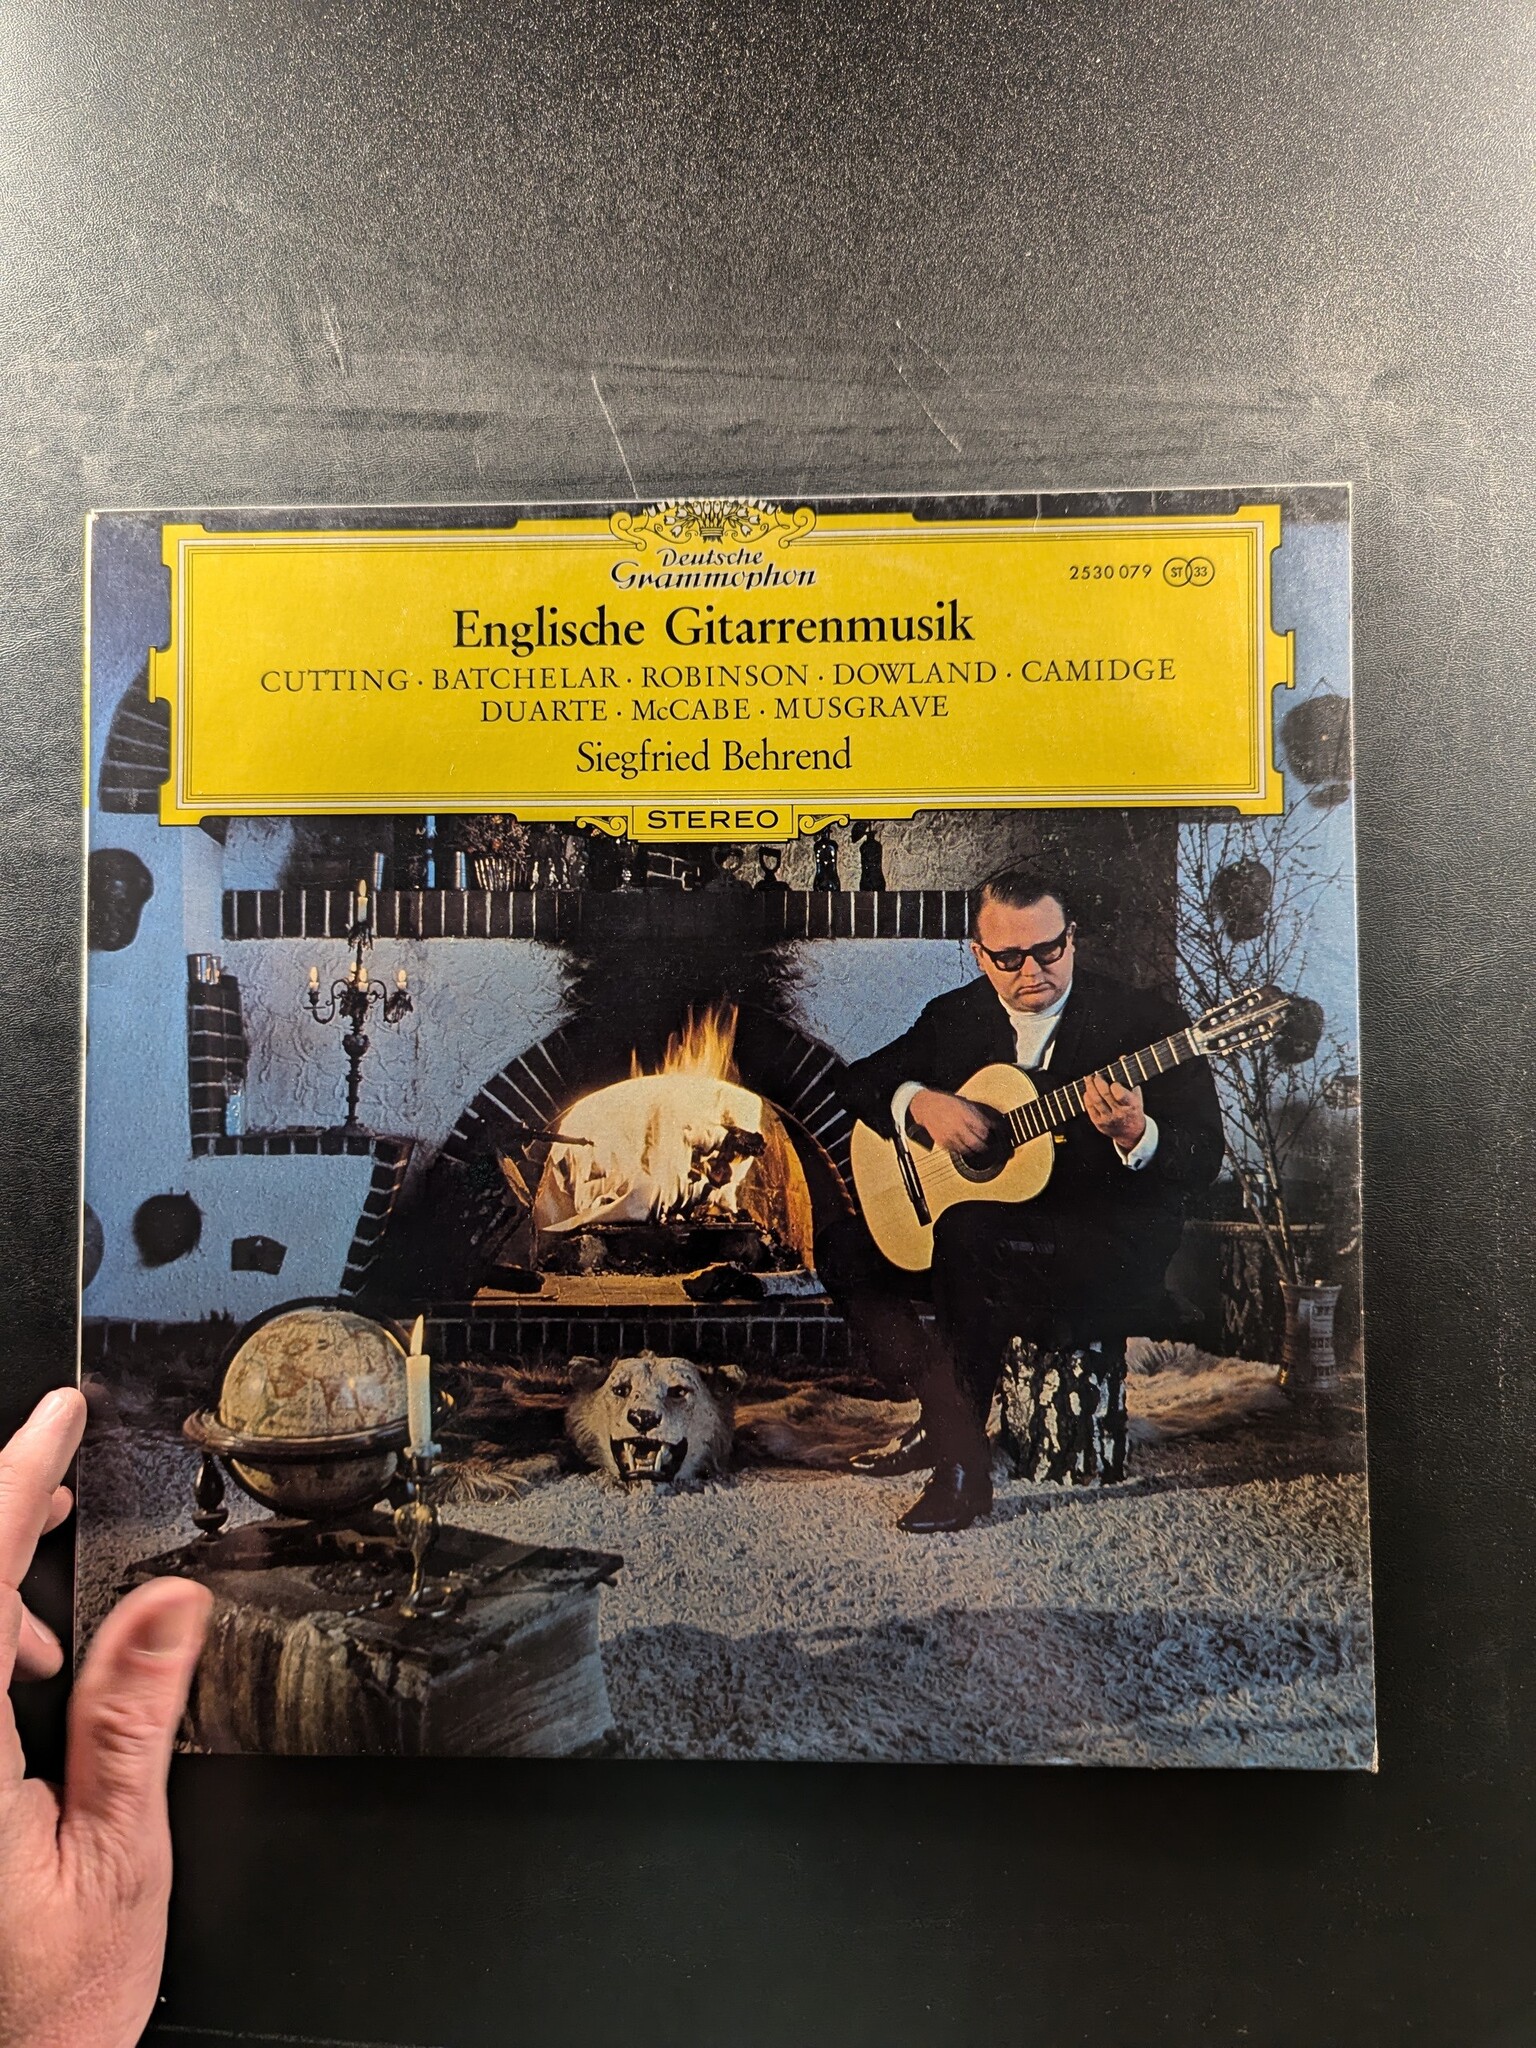 Deutsche
Grammophon
2530 079 ST 33
Englische Gitarrenmusik
CUTTING · BATCHELAR · ROBINSON · DOWLAND · CAMIDGE
DUARTE · McCABE · MUSGRAVE
Siegfried Behrend
STEREO